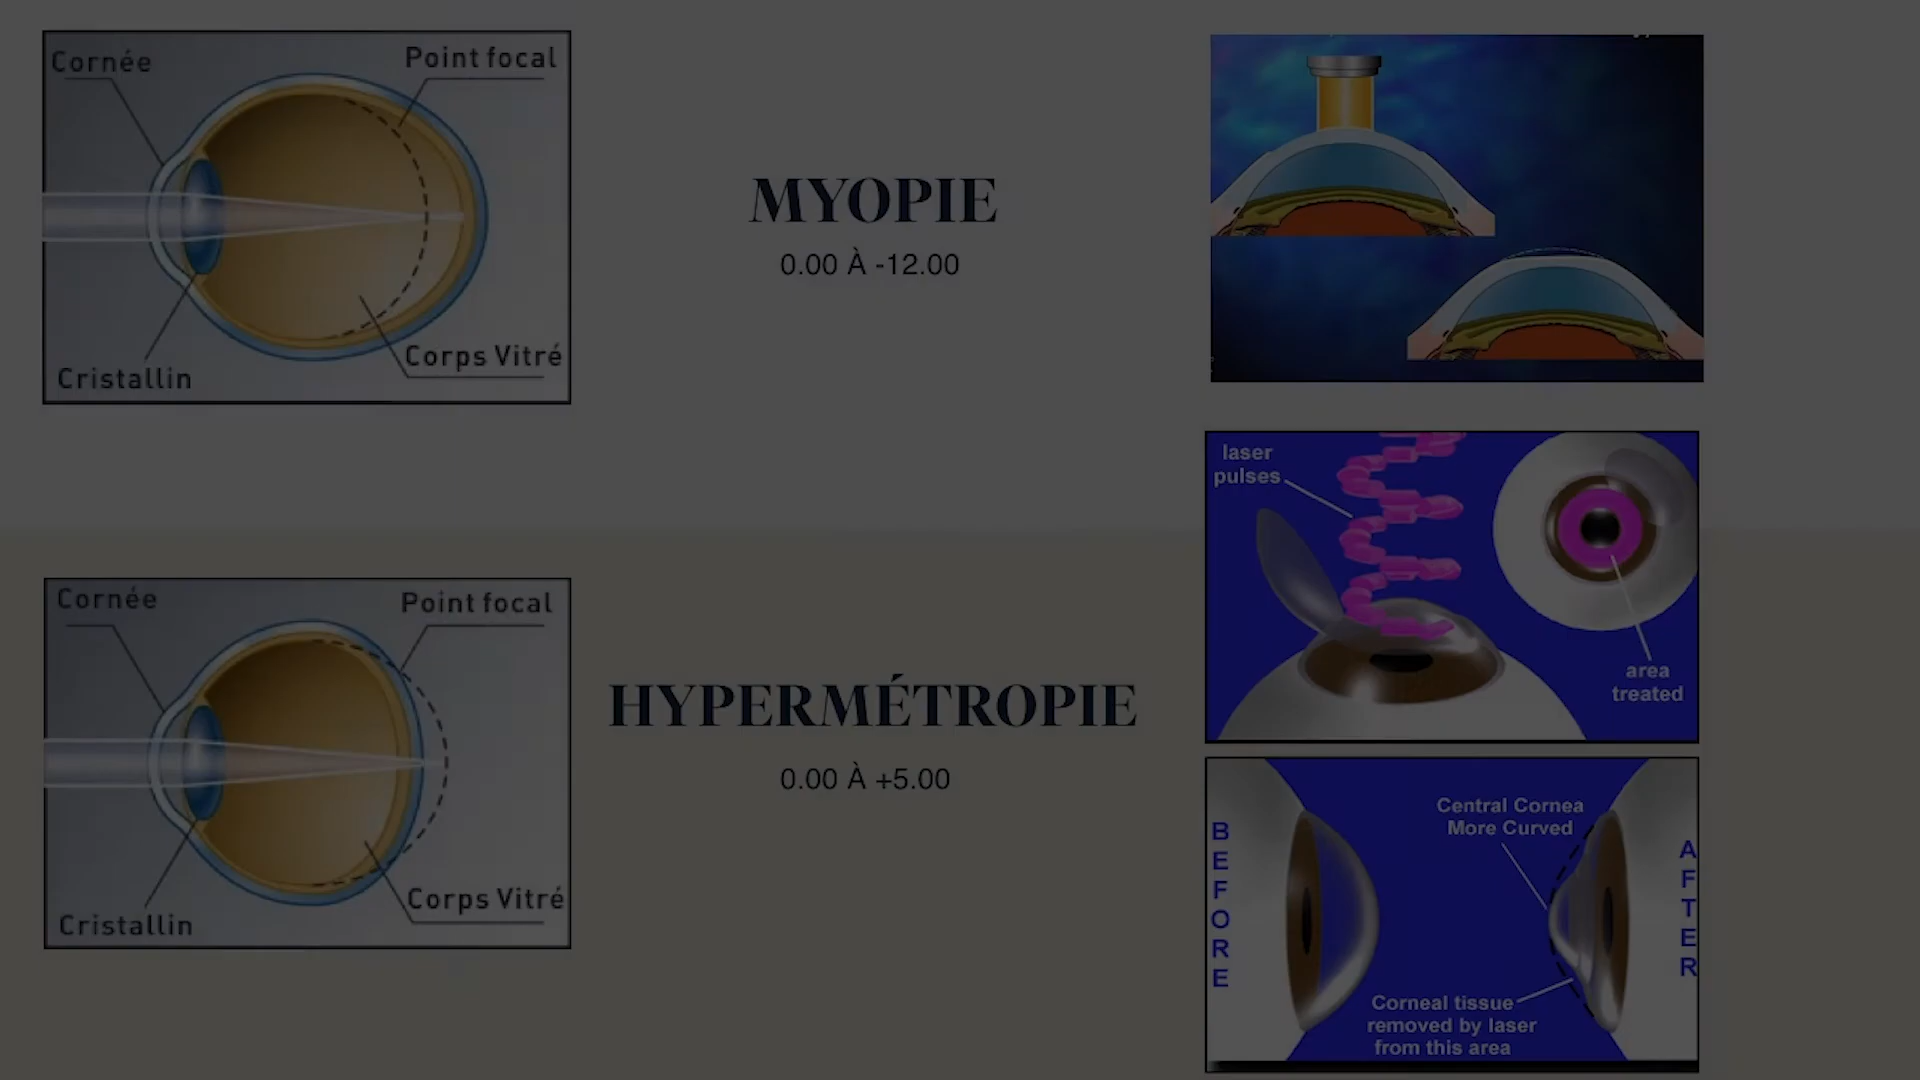 Cornée
Point focal
Corps Vitré
Cristallin
MYOPIE
0.00 À -12.00
laser
pulses
area
treated
Cornée
Point focal
Corps Vitré
Cristallin
HYPERMÉTROPIE
0.00 À +5.00
BEFORE
Central Cornea
More Curved
AFTER
Corneal tissue
removed by laser
from this area